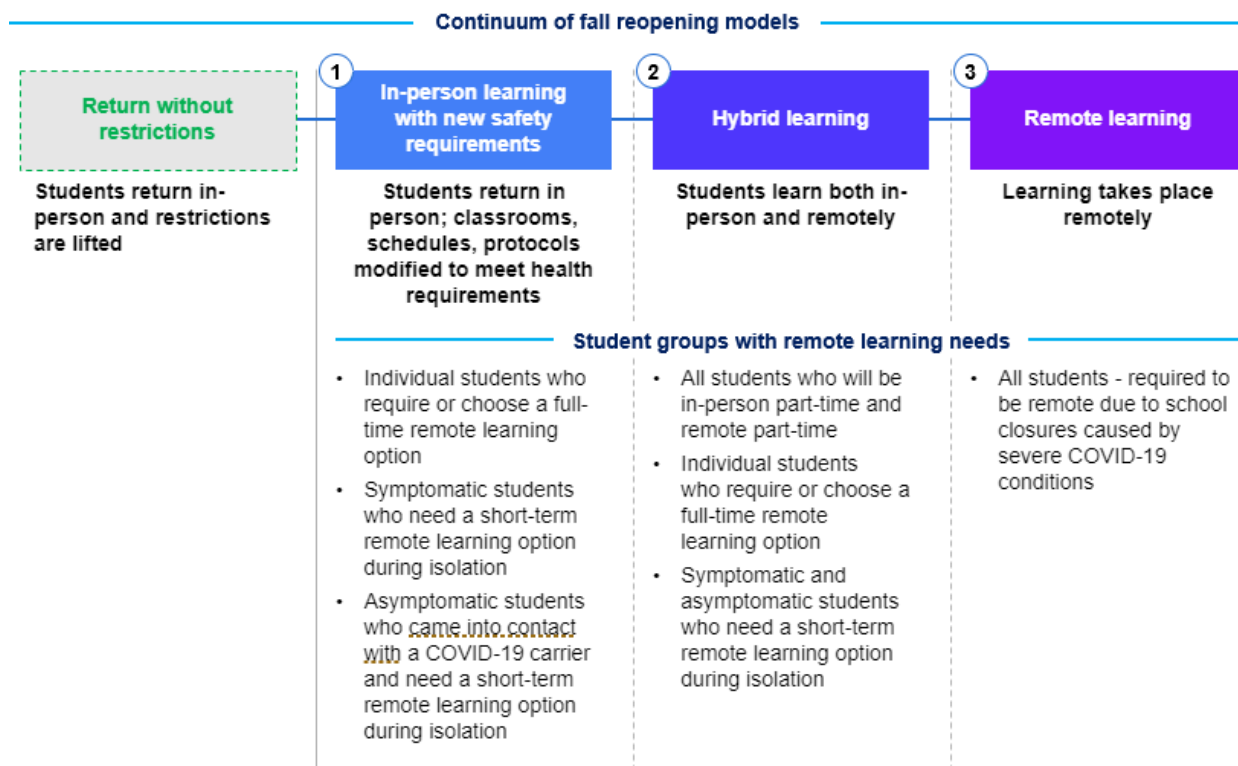 Continuum of fall reopening models
Return without
restrictions
Students return in-
person and restrictions
are lifted
1
In-person learning
with new safety
requirements
Students return in
person; classrooms,
schedules, protocols
modified to meet health
requirements
2
Hybrid learning
Students learn both in-
person and remotely
3
Remote learning
Learning takes place
remotely
Student groups with remote learning needs
• Individual students who
require or choose a full-
time remote learning
option
• Symptomatic students
who need a short-term
remote learning option
during isolation
• Asymptomatic students
who came into contact
with a COVID-19 carrier
and need a short-term
remote learning option
during isolation
• All students who will be
in-person part-time and
remote part-time
• Individual students
who require or choose a
full-time remote
learning option
• Symptomatic and
asymptomatic students
who need a short-term
remote learning option
during isolation
• All students - required to
be remote due to school
closures caused by
severe COVID-19
conditions